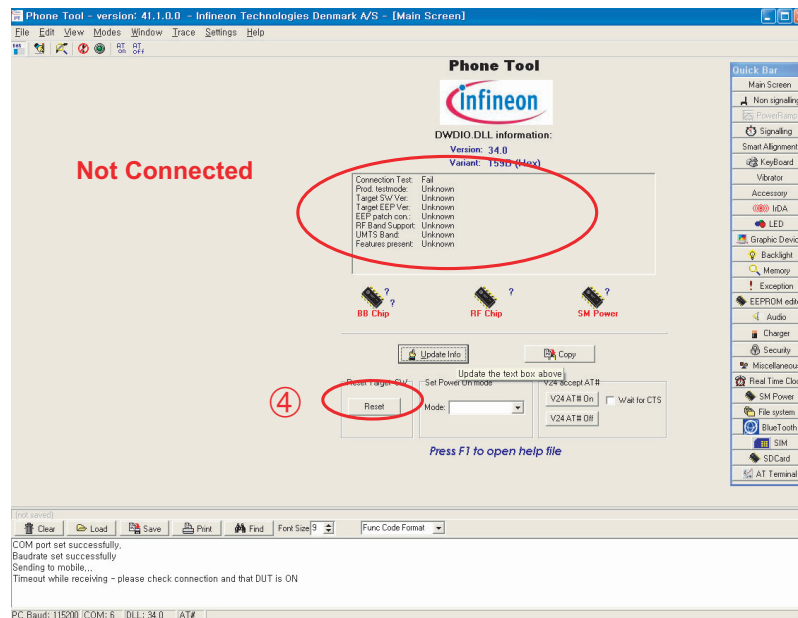 Phone Tool - version: 41.1.0.0 - Infineon Technologies Denmark A/S - [Main Screen]
File Edit View Modes Window Trace Settings Help
AT on AT off
Phone Tool
infineon
DWDIO.DLL information:
Version: 34.0
Variant: 159B (Hex)
Not Connected
Connection Test: Fail
Prod. testmode: Unknown
Target SW Ver: Unknown
Target EEP Ver: Unknown
EEP patch con.: Unknown
RF Band Support: Unknown
UMTS Band: Unknown
Features present: Unknown
? ? ? ?
BB Chip RF Chip SM Power
Update Info Copy
Update the text box above
Reset Target SW Set Power On mode V24 accept AT#
④ Reset Mode: V24 AT# On Wait for CTS
V24 AT# Off
Press F1 to open help file
Quick Bar
Main Screen
Non signalling
PowerRamp
Signalling
Smart Alignment
KeyBoard
Vibrator
Accessory
IrDA
LED
Graphic Devic
Backlight
Memory
Exception
EEPROM edit
Audio
Charger
Security
Miscellaneou
Real Time Cloc
SM Power
File system
BlueTooth
SIM
SDCard
AT Terminal
(not saved)
Clear Load Save Print Find Font Size 9 Func Code Format
COM port set successfully,
Baudrate set successfully
Sending to mobile...
Timeout while receiving - please check connection and that DUT is ON
PC Baud: 115200 COM: 6 DLL: 34.0 AT#